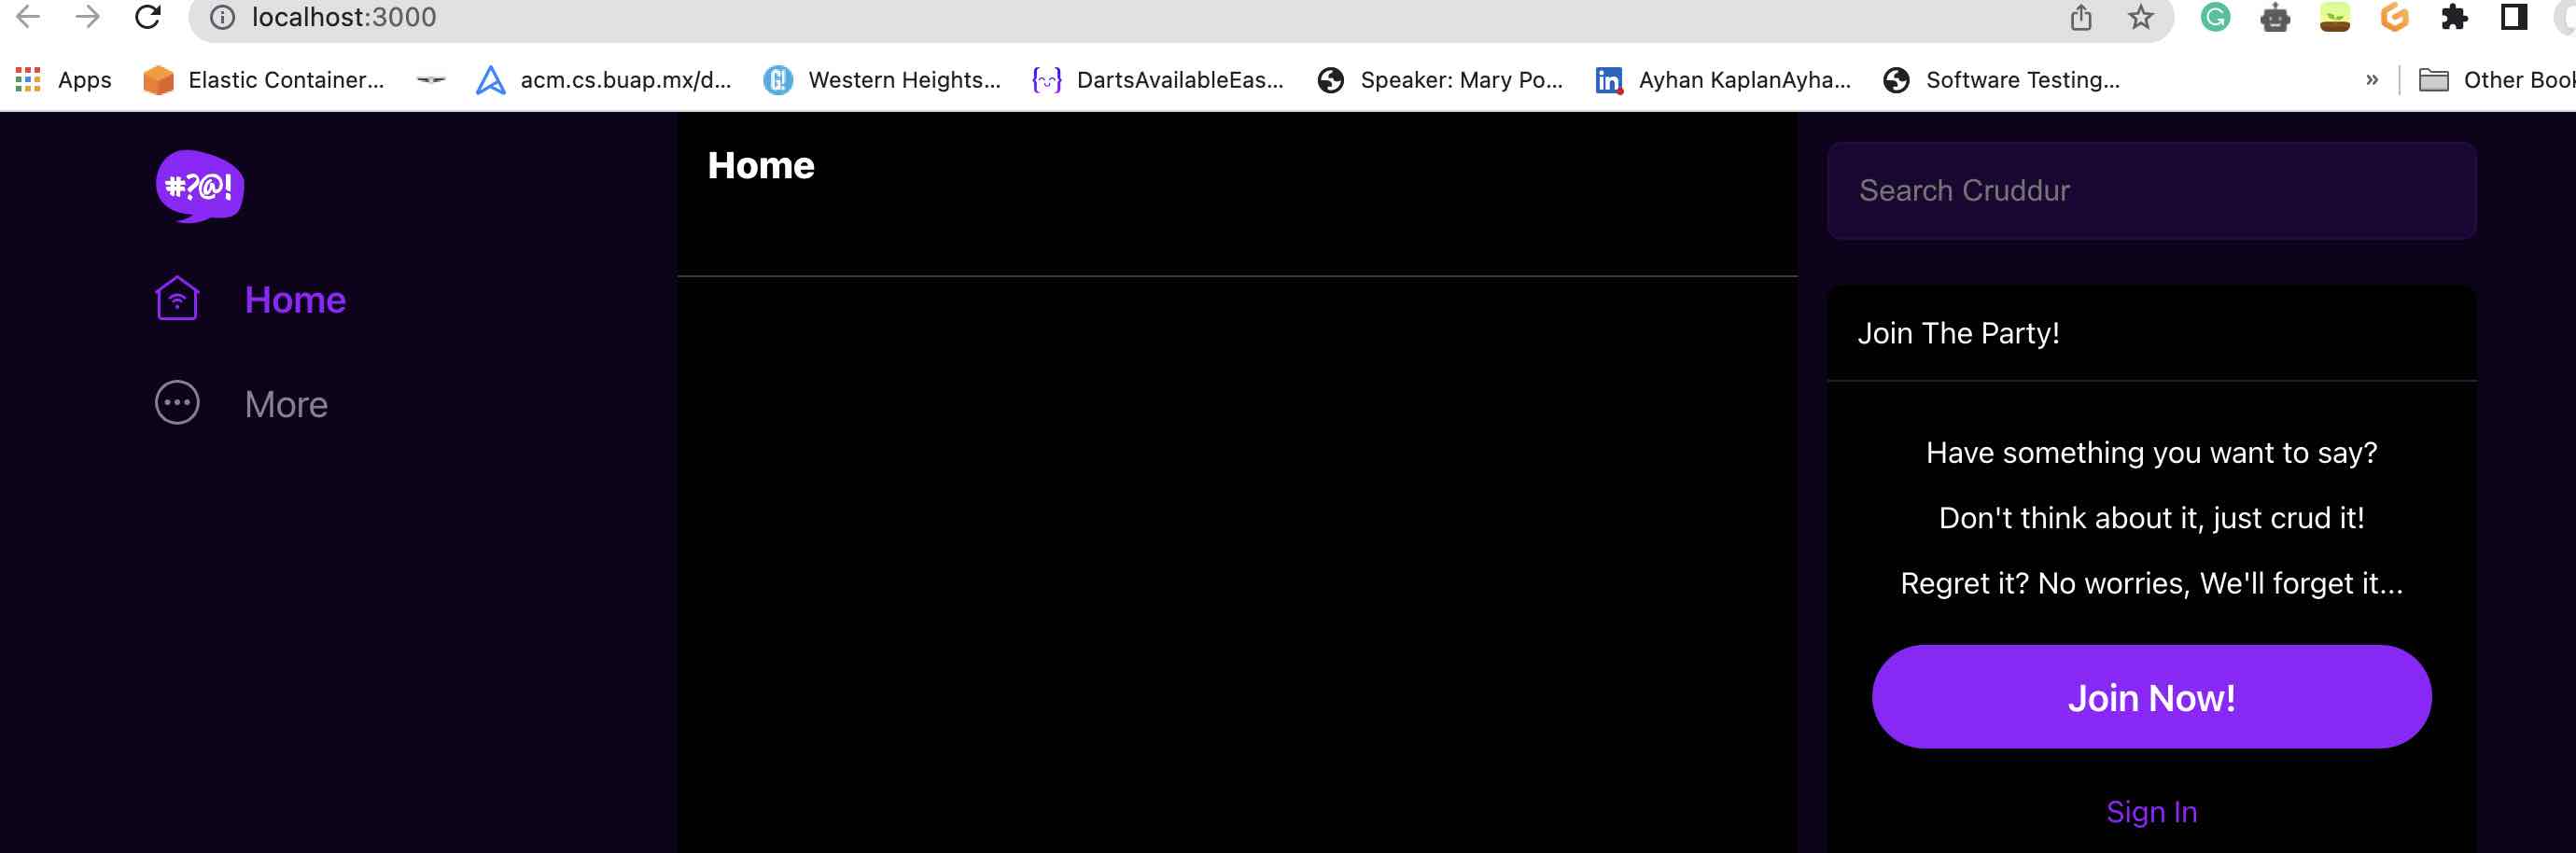 localhost:3000
Apps
Elastic Container...
acm.cs.buap.mx/d...
Western Heights...
DartsAvailableEas...
Speaker: Mary Po...
Ayhan KaplanAyha...
Software Testing...
»
Other Book
#?@!
Home
More
Home
Search Cruddur
Join The Party!
Have something you want to say?
Don't think about it, just crud it!
Regret it? No worries, We'll forget it...
Join Now!
Sign In